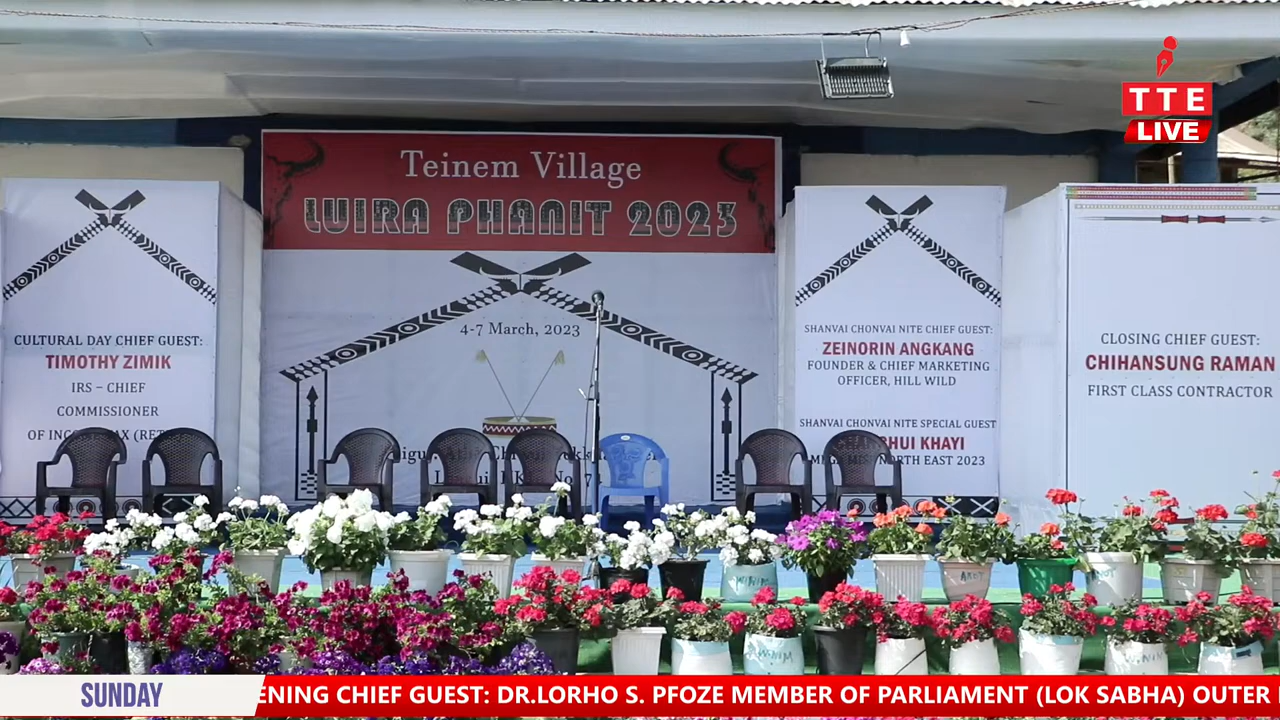 TTE
LIVE
Teinem Village
LUIRA PHANIT 2023
4-7 March, 2023
CULTURAL DAY CHIEF GUEST:
TIMOTHY ZIMIK
IRS – CHIEF
COMMISSIONER
OF
SHANVAI CHONVAI NITE CHIEF GUEST:
ZEINORIN ANGKANG
FOUNDER & CHIEF MARKETING
OFFICER, HILL WILD
SHANVAI CHONVAI NITE SPECIAL GUEST
KHAYI
NORTH EAST 2023
CLOSING CHIEF GUEST:
CHIHANSUNG RAMAN
FIRST CLASS CONTRACTOR
SUNDAY
ENING CHIEF GUEST: DR.LORHO S. PFOZE MEMBER OF PARLIAMENT (LOK SABHA) OUTER